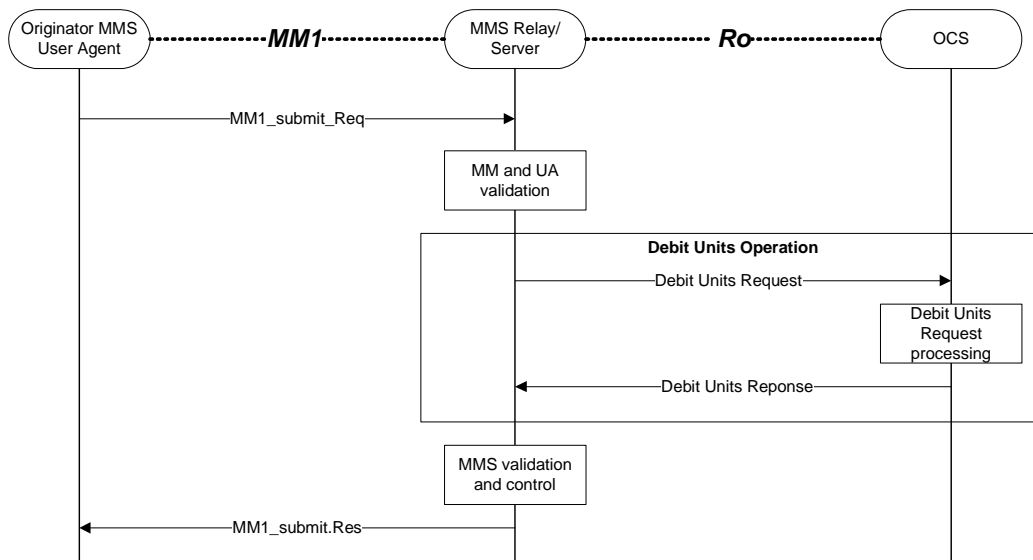 Originator MMS
User Agent
MM1
MMS Relay/
Server
Ro
OCS
MM1_submit_Req
MM and UA
validation
Debit Units Operation
Debit Units Request
Debit Units
Request
processing
Debit Units Reponse
MMS validation
and control
MM1_submit.Res